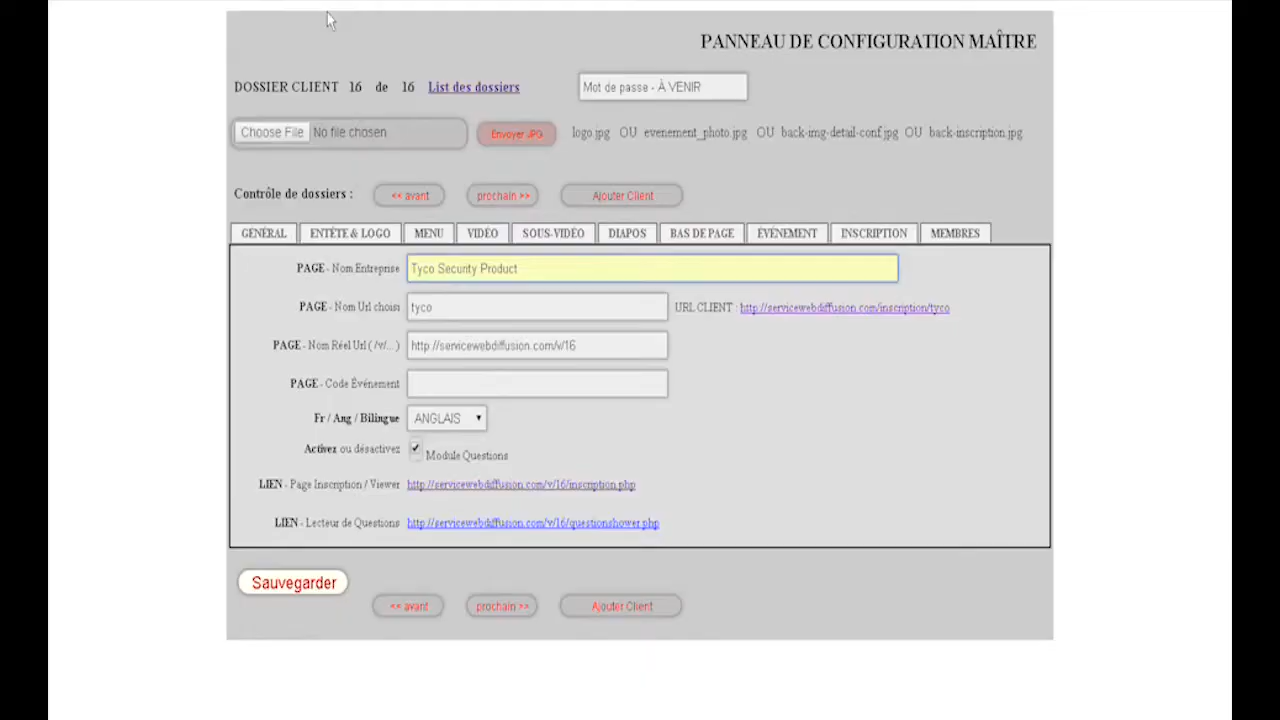 PANNEAU DE CONFIGURATION MAÎTRE
DOSSIER CLIENT 16 de 16 List des dossiers Mot de passe - À VENIR
Choose File No file chosen Envoyer JPG logo.jpg OU evenement_photo.jpg OU back-img-detail-conf.jpg OU back-inscription.jpg
Contrôle de dossiers : << avant prochain >> Ajouter Client
GÉNÉRAL ENTÊTE & LOGO MENU VIDÉO SOUS-VIDÉO DIAPOS BAS DE PAGE ÉVÉNEMENT INSCRIPTION MEMBRES
PAGE - Nom Entreprise Tyco Security Product
PAGE - Nom Url choisi tyco URL CLIENT : http://servicewebdiffusion.com/inscription/tyco
PAGE - Nom Réel Url ( /v/... ) http://servicewebdiffusion.com/v/16
PAGE - Code Événement
Fr / Ang / Bilingue ANGLAIS
Activez ou désactivez Module Questions
LIEN - Page Inscription / Viewer http://servicewebdiffusion.com/v/16/inscription.php
LIEN - Lecteur de Questions http://servicewebdiffusion.com/v/16/questionshower.php
Sauvegarder
<< avant prochain >> Ajouter Client